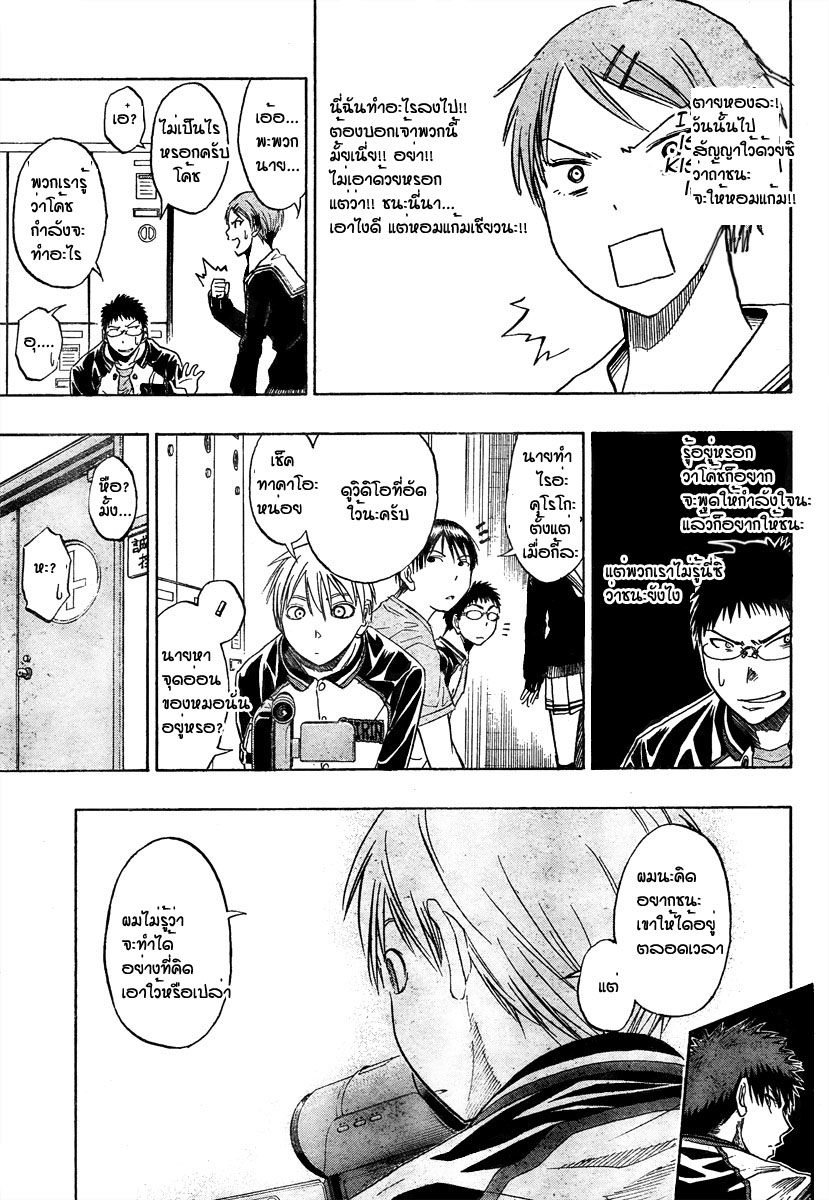 ตายหองละ!
วันนั้นไป
สัญญาใว้ด้วยซิ
ว่าถาชนะ
จะให้หอมแก้ม!!
นี่ฉันทำอะไรลงไป!!
ต้องบอกเจ้าพวกนี้
มั้ยเนี่ย!! อย่า!!
ไม่เอาด้วยหรอก
แต่ว่า!! ชนะนี่นา...
เอาไงดี แต่หอมแก้มเชียวนะ!!
เอ้อ...
พะพวก
นาย...
ไม่เป็นไร
หรอกครับ
โค้ช
เอ๋?
พวกเรารู้
ว่าโค้ช
กำลังจะ
ทำอะไร
อุ....
รู้อยู่หรอก
วาโค้ชก็อยาก
จะพูดให้กำลังใจนะ
แล้วก็อยากให้ชนะ
แต่พวกเราไม่รู้นี่ซิ
ว่าชนะยังไง
นายทำ
ไรอ่ะ
คุโรโกะ
ตั้งแต่
เมื่อกี้ละ
ดูวิดิโอที่อัด
ใว้นะครับ
เช็ค
ทาคาโอะ
หน่อย
!
นายหา
จุดอ่อน
ของหมอนั่น
อยู่หรอ?
หือ?
มั้ง...
หะ?
誠
ผมนะคิด
อยากชนะ
เขาให้ได้อยู่
ตลอดเวลา
แต่
ผมไม่รู้ว่า
จะทำได้
อย่างที่คิด
เอาใว้หรือเปล่า